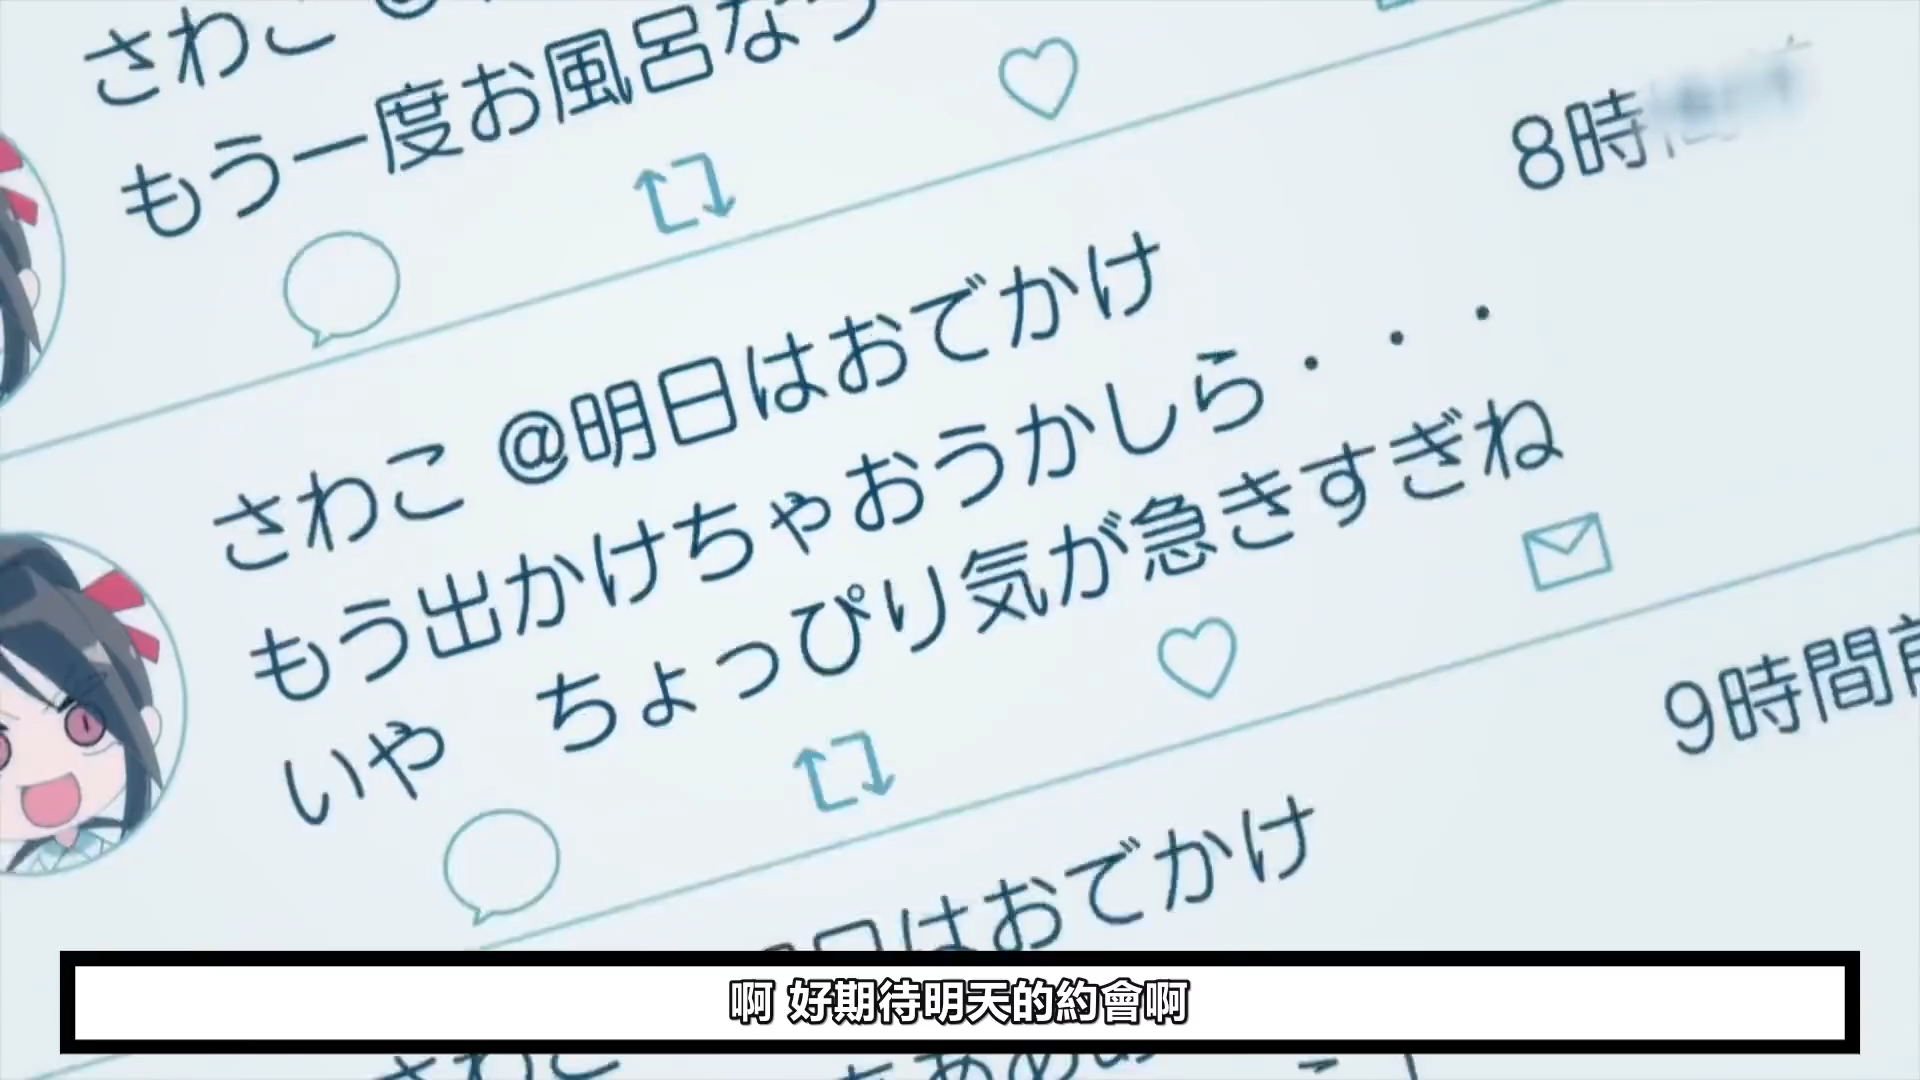 さわこ
もう一度お風呂なう
8時
さわこ @明日はおでかけ
もう出かけちゃおうかしら・・・
いや　ちょっぴり気が急きすぎね
9時間前
はおでかけ
啊 好期待明天的約會啊
さわこ